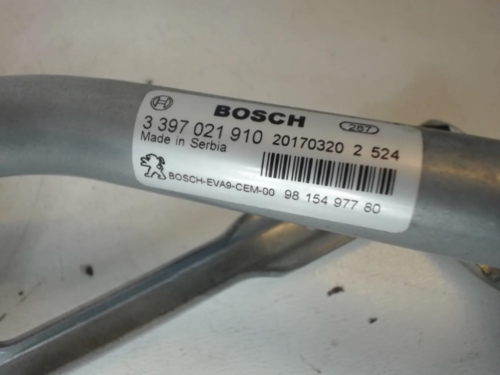 BOSCH 257
3 397 021 910 20170320 2 524
Made in Serbia
BOSCH-EVA9-CEM-00 98 154 977 80